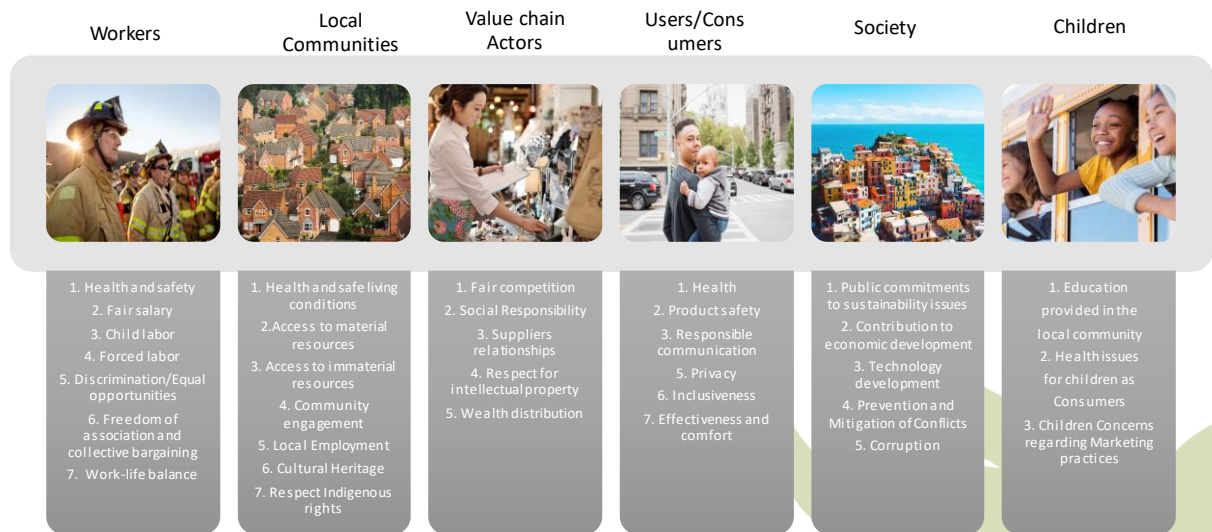 Workers
Local
Communities
Value chain
Actors
Users/Cons
umers
Society
Children
1. Health and safety
2. Fair salary
3. Child labor
4. Forced labor
5. Discrimination/Equal
opportunities
6. Freedom of
association and
collective bargaining
7. Work-life balance
1. Health and safe living
conditions
2.Access to material
resources
3. Access to immaterial
resources
4. Community
engagement
5. Local Employment
6. Cultural Heritage
7. Respect Indigenous
rights
1. Fair competition
2. Social Responsibility
3. Suppliers
relationships
4. Respect for
intellectual property
5. Wealth distribution
1. Health
2. Product safety
3. Responsible
communication
5. Privacy
6. Inclusiveness
7. Effectiveness and
comfort
1. Public commitments
to sustainability issues
2. Contribution to
economic development
3. Technology
development
4. Prevention and
Mitigation of Conflicts
5. Corruption
1. Education
provided in the
local community
2. Health issues
for children as
Consumers
3. Children Concerns
regarding Marketing
practices